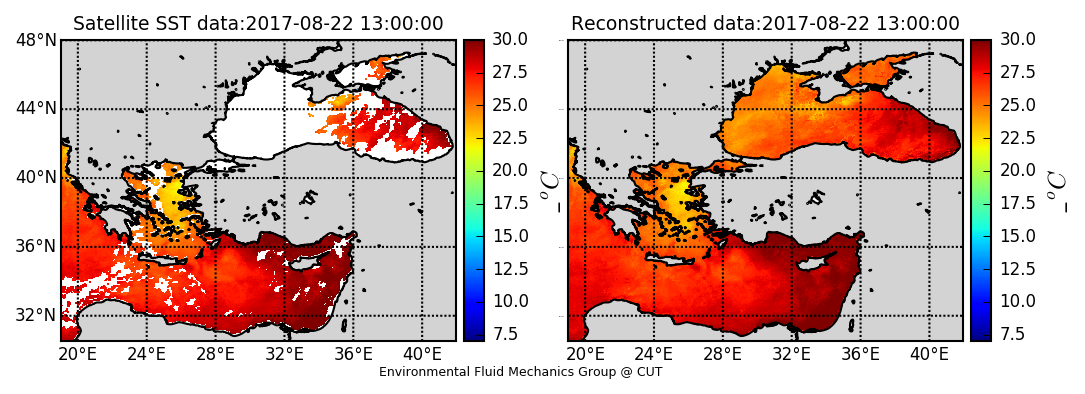 Satellite SST data:2017-08-22 13:00:00
48°N
44°N
40°N
36°N
32°N
20°E 24°E 28°E 32°E 36°E 40°E
30.0
27.5
25.0
22.5
20.0
17.5
15.0
12.5
10.0
7.5
_ °C
Reconstructed data:2017-08-22 13:00:00
20°E 24°E 28°E 32°E 36°E 40°E
30.0
27.5
25.0
22.5
20.0
17.5
15.0
12.5
10.0
7.5
_ °C
Environmental Fluid Mechanics Group @ CUT